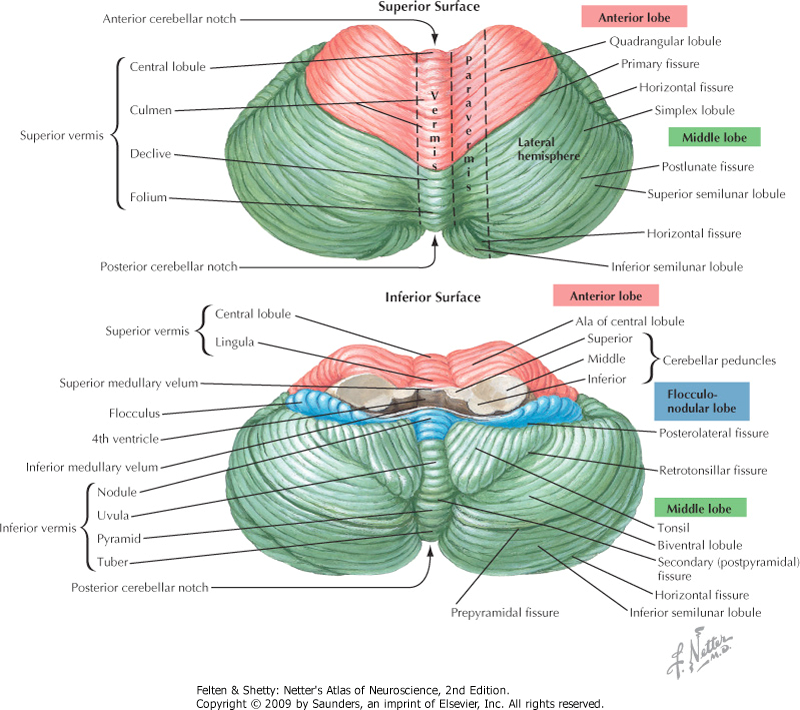 Superior Surface
Anterior cerebellar notch
Anterior lobe
Quadrangular lobule
Primary fissure
Horizontal fissure
Simplex lobule
Middle lobe
Postlunate fissure
Superior semilunar lobule
Horizontal fissure
Inferior semilunar lobule
Central lobule
Culmen
Superior vermis
Declive
Folium
Posterior cerebellar notch
Vermis
Paravermis
Lateral
hemisphere
Inferior Surface
Anterior lobe
Central lobule
Superior vermis
Lingula
Superior medullary velum
Flocculus
4th ventricle
Inferior medullary velum
Nodule
Uvula
Inferior vermis
Pyramid
Tuber
Posterior cerebellar notch
Ala of central lobule
Superior
Middle
Cerebellar peduncles
Inferior
Flocculo-
nodular lobe
Posterolateral fissure
Retrotonsillar fissure
Middle lobe
Tonsil
Biventral lobule
Secondary (postpyramidal)
fissure
Horizontal fissure
Inferior semilunar lobule
Prepyramidal fissure
F. Netter
M.D.
Felten & Shetty: Netter's Atlas of Neuroscience, 2nd Edition.
Copyright © 2009 by Saunders, an imprint of Elsevier, Inc. All rights reserved.